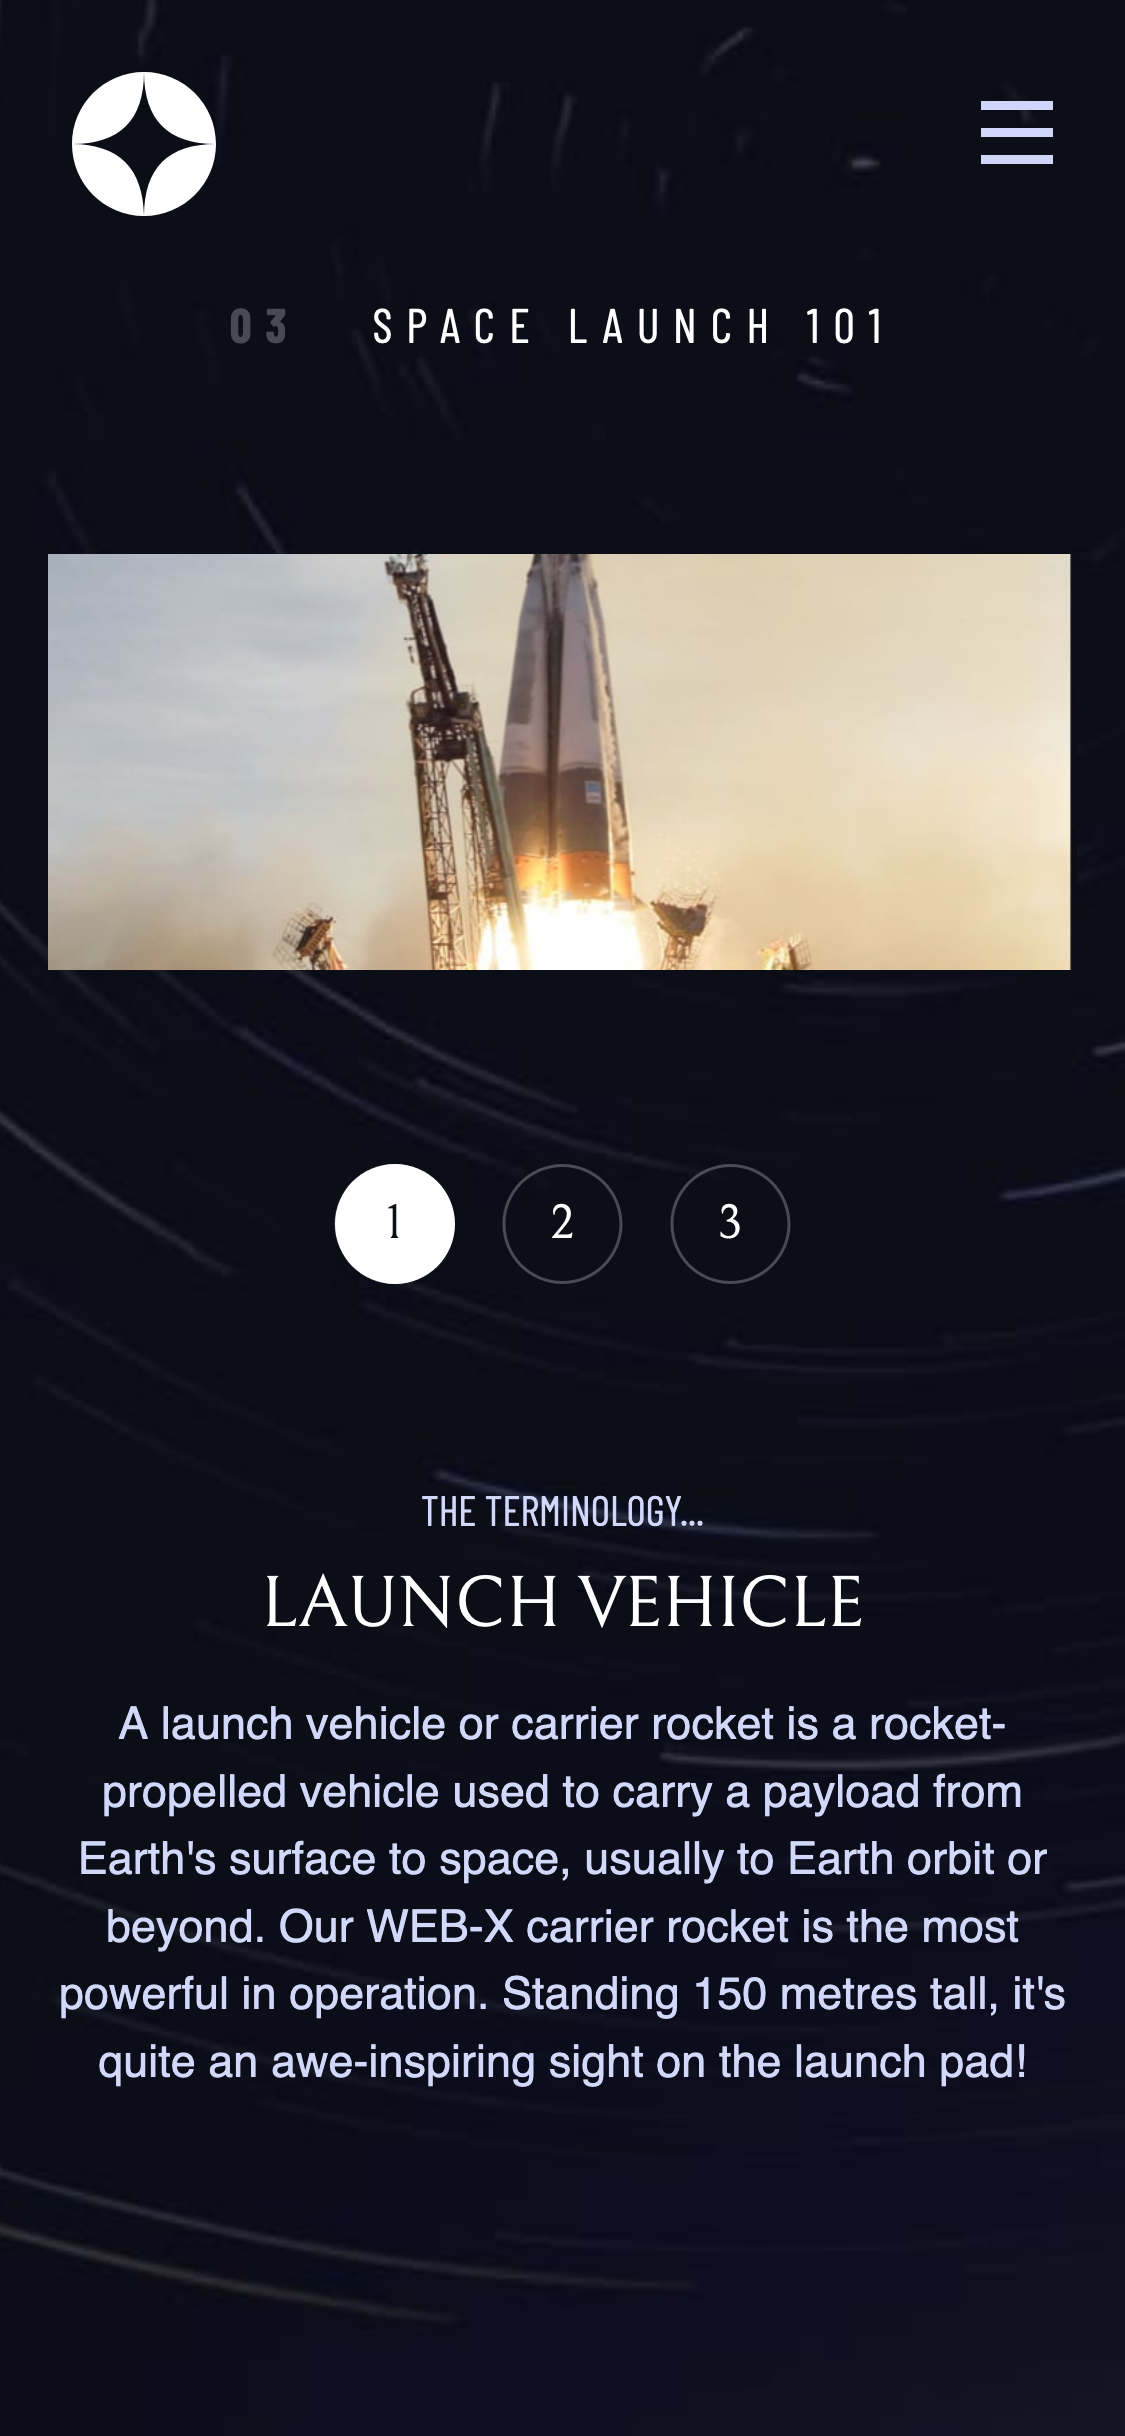 03 SPACE LAUNCH 101
1 2 3
THE TERMINOLOGY...
LAUNCH VEHICLE
A launch vehicle or carrier rocket is a rocket-
propelled vehicle used to carry a payload from
Earth's surface to space, usually to Earth orbit or
beyond. Our WEB-X carrier rocket is the most
powerful in operation. Standing 150 metres tall, it's
quite an awe-inspiring sight on the launch pad!